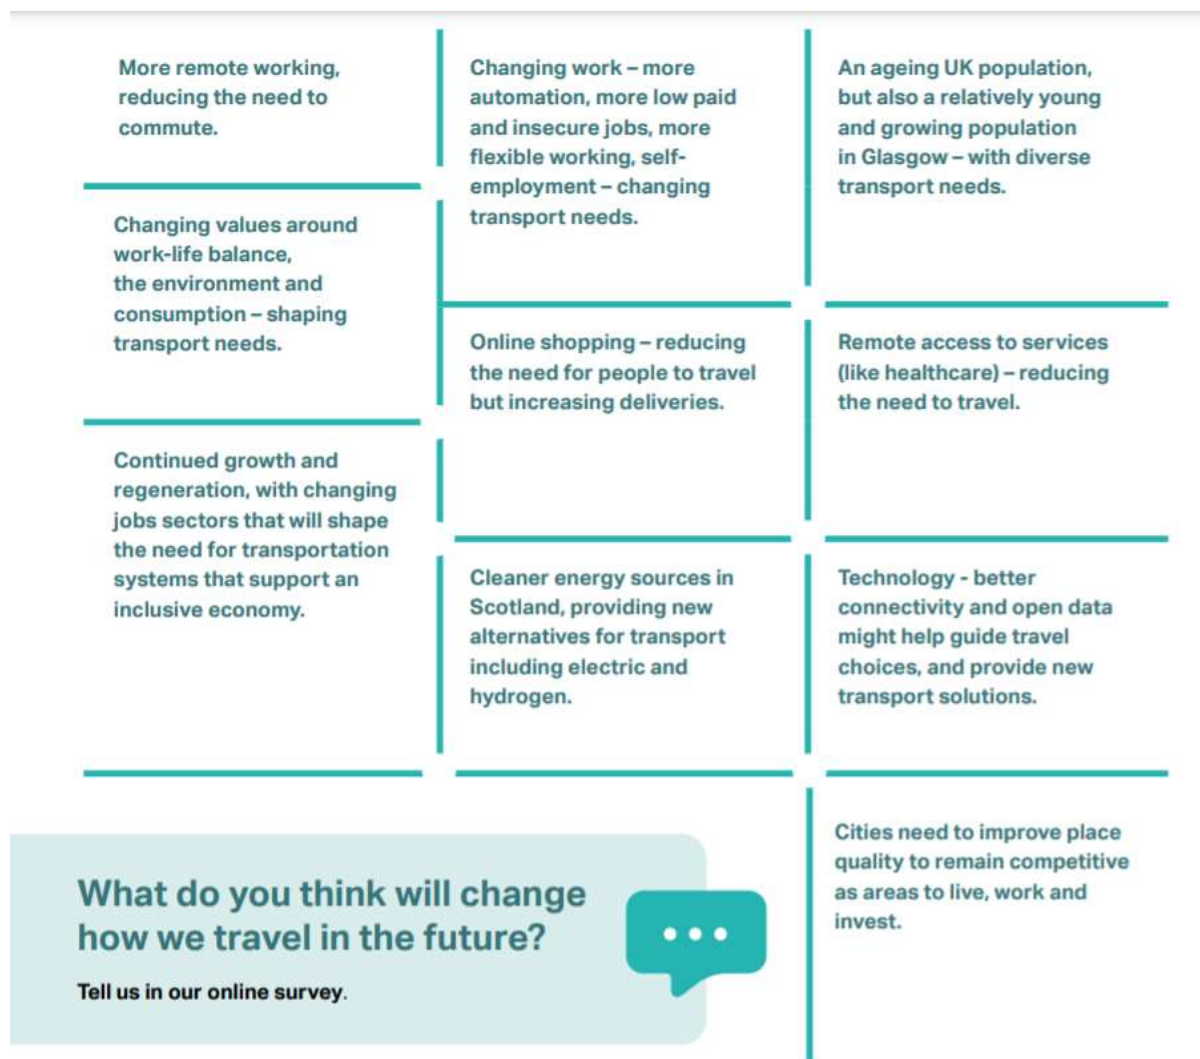 More remote working,
reducing the need to
commute.
Changing values around
work-life balance,
the environment and
consumption – shaping
transport needs.
Continued growth and
regeneration, with changing
jobs sectors that will shape
the need for transportation
systems that support an
inclusive economy.
Changing work – more
automation, more low paid
and insecure jobs, more
flexible working, self-
employment – changing
transport needs.
Online shopping – reducing
the need for people to travel
but increasing deliveries.
Cleaner energy sources in
Scotland, providing new
alternatives for transport
including electric and
hydrogen.
An ageing UK population,
but also a relatively young
and growing population
in Glasgow – with diverse
transport needs.
Remote access to services
(like healthcare) – reducing
the need to travel.
Technology - better
connectivity and open data
might help guide travel
choices, and provide new
transport solutions.
Cities need to improve place
quality to remain competitive
as areas to live, work and
invest.
What do you think will change
how we travel in the future?
Tell us in our online survey.